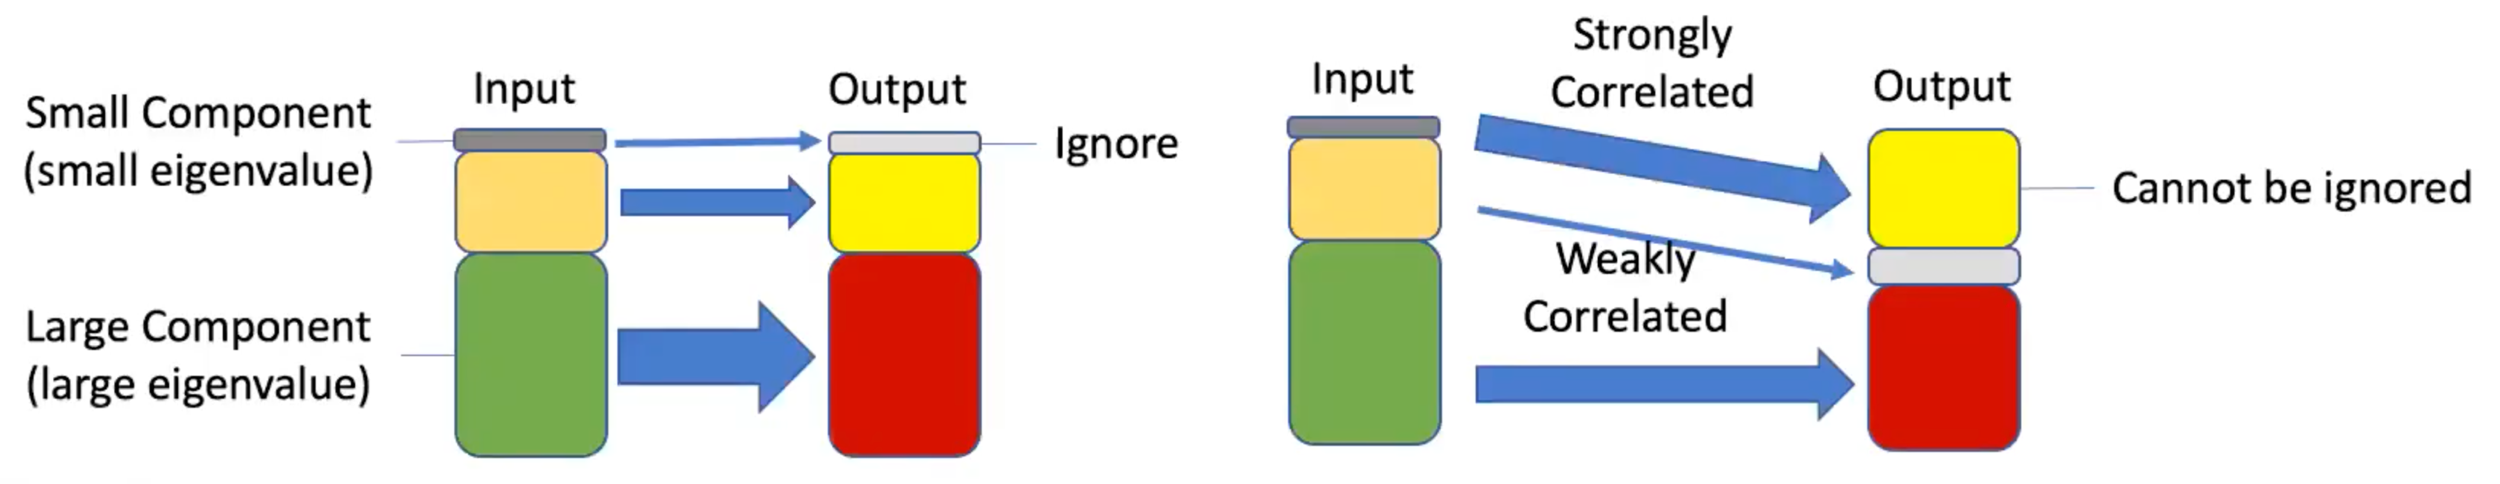 Small Component
(small eigenvalue)
Large Component
(large eigenvalue)
Input
Output
Ignore
Input
Strongly
Correlated
Weakly
Correlated
Output
Cannot be ignored